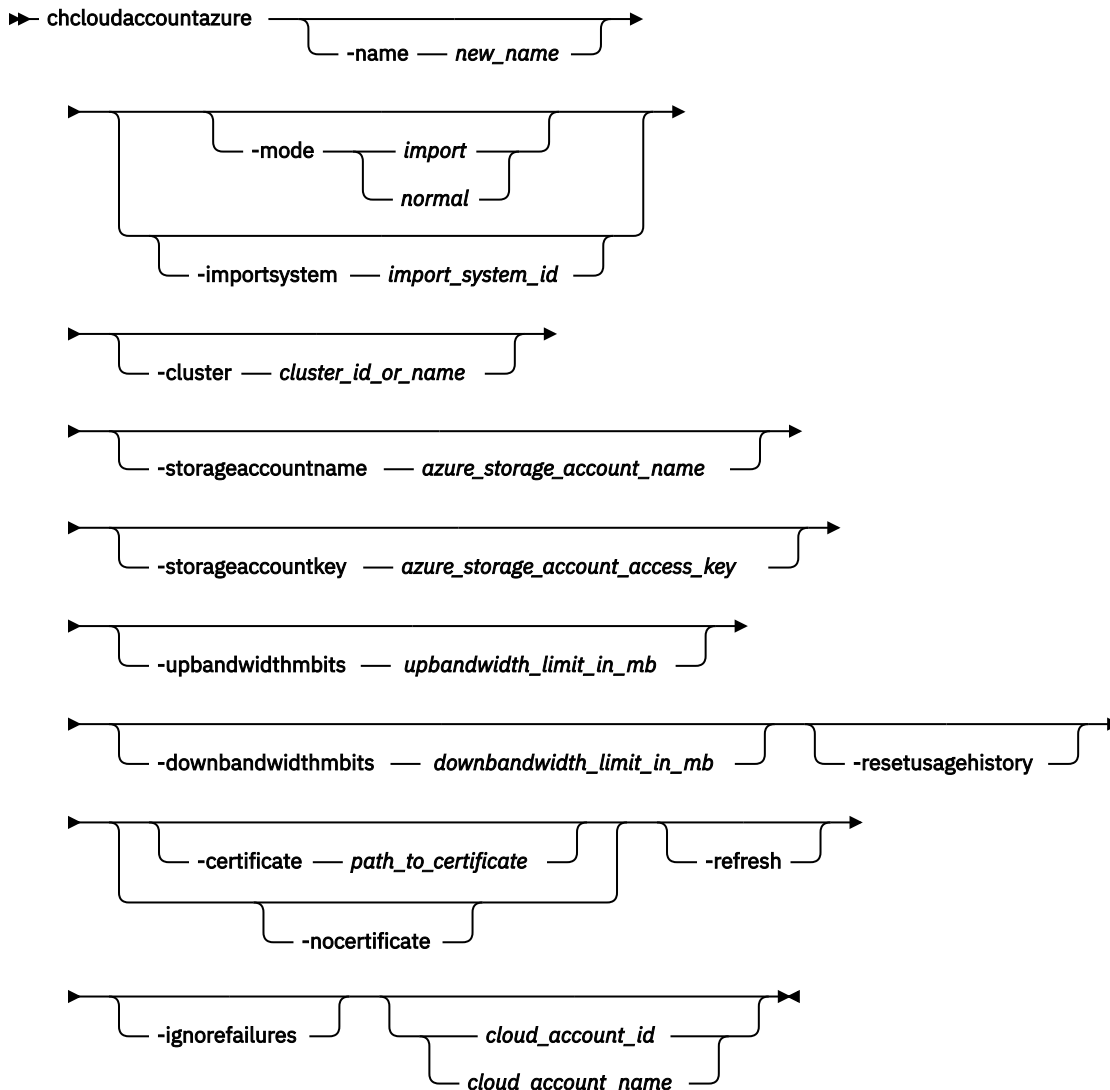 chcloudaccountazure
-name new_name
-mode import
normal
-importsystem import_system_id
-cluster cluster_id_or_name
-storageaccountname azure_storage_account_name
-storageaccountkey azure_storage_account_access_key
-upbandwidthmbits upbandwidth_limit_in_mb
-downbandwidthmbits downbandwidth_limit_in_mb -resetusagehistory
-certificate path_to_certificate -refresh
-nocertificate
-ignorefailures cloud_account_id
cloud_account_name